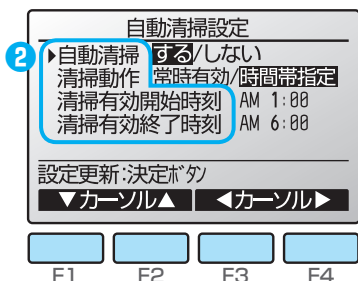 自動清掃設定
2 ▶自動清掃 する/しない
清掃動作 常時有効/時間帯指定
清掃有効開始時刻 AM 1:00
清掃有効終了時刻 AM 6:00
設定更新:決定ﾎﾞﾀﾝ
▼カーソル▲ ◀カーソル▶
F1 F2 F3 F4